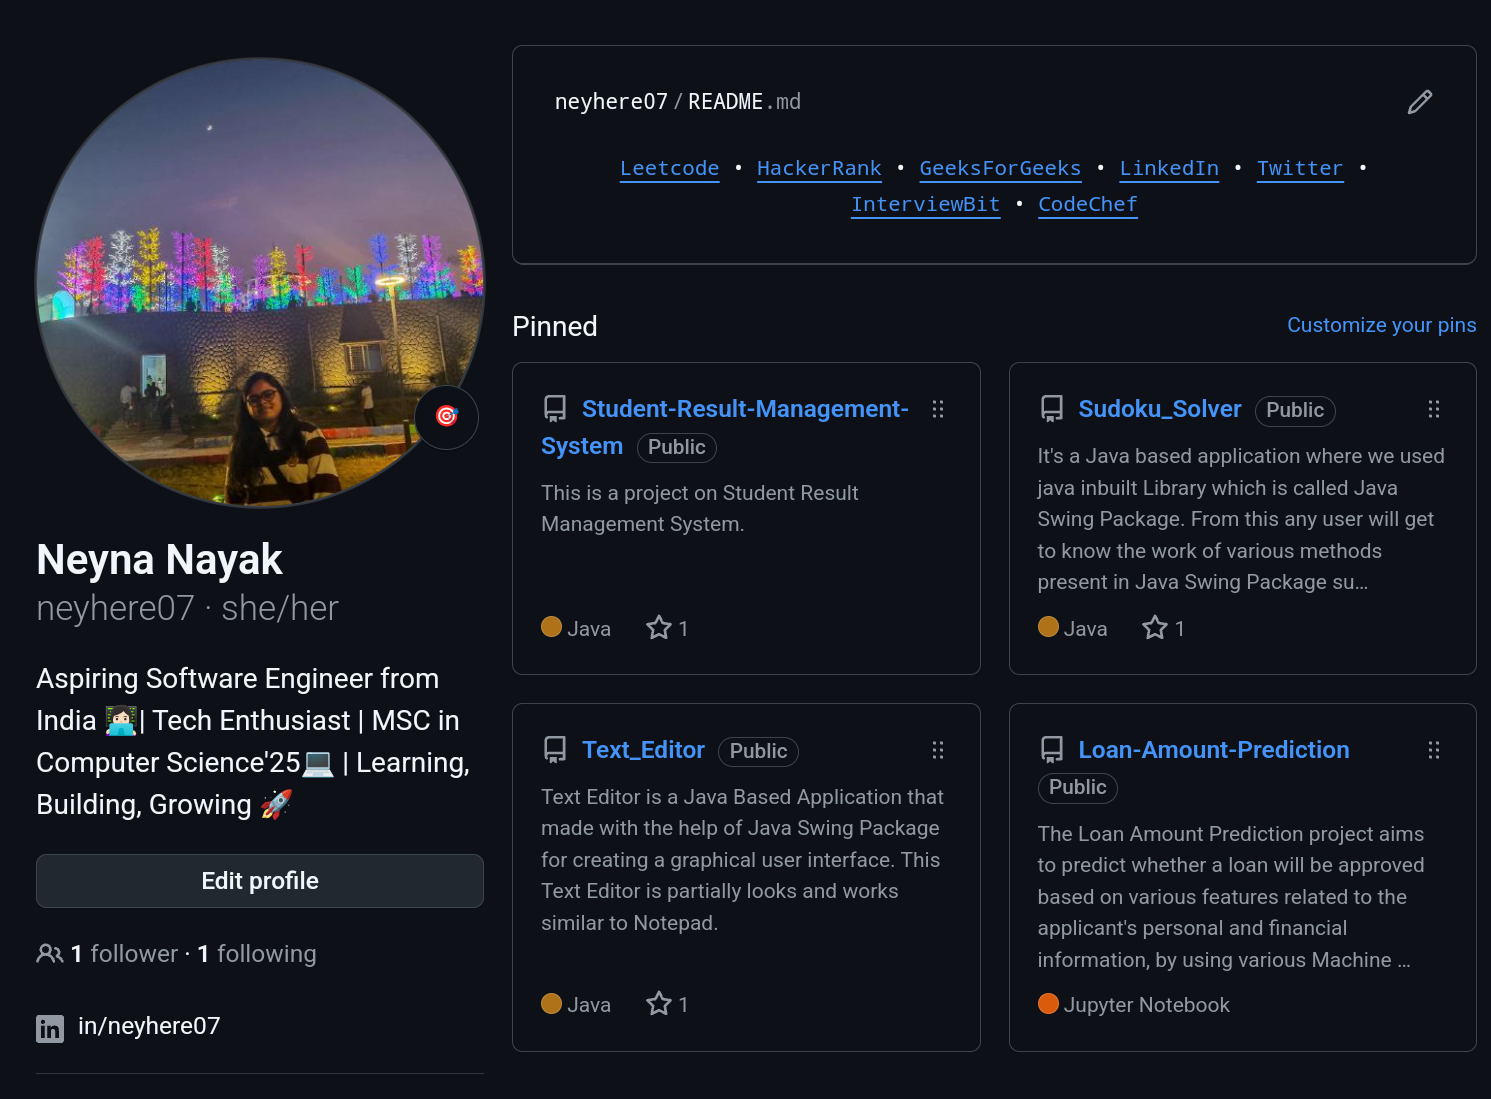 neyhere07/README.md
Leetcode • HackerRank • GeeksForGeeks • LinkedIn • Twitter •
InterviewBit • CodeChef
Pinned
Customize your pins
Student-Result-Management-
System Public
This is a project on Student Result
Management System.
Java 1
Sudoku_Solver Public
It's a Java based application where we used
java inbuilt Library which is called Java
Swing Package. From this any user will get
to know the work of various methods
present in Java Swing Package su...
Java 1
Text_Editor Public
Text Editor is a Java Based Application that
made with the help of Java Swing Package
for creating a graphical user interface. This
Text Editor is partially looks and works
similar to Notepad.
Java 1
Loan-Amount-Prediction
Public
The Loan Amount Prediction project aims
to predict whether a loan will be approved
based on various features related to the
applicant's personal and financial
information, by using various Machine ...
Jupyter Notebook
Neyna Nayak
neyhere07 · she/her
Aspiring Software Engineer from
India 👩🏻‍💻| Tech Enthusiast | MSC in
Computer Science'25💻 | Learning,
Building, Growing 🚀
Edit profile
1 follower · 1 following
in/neyhere07